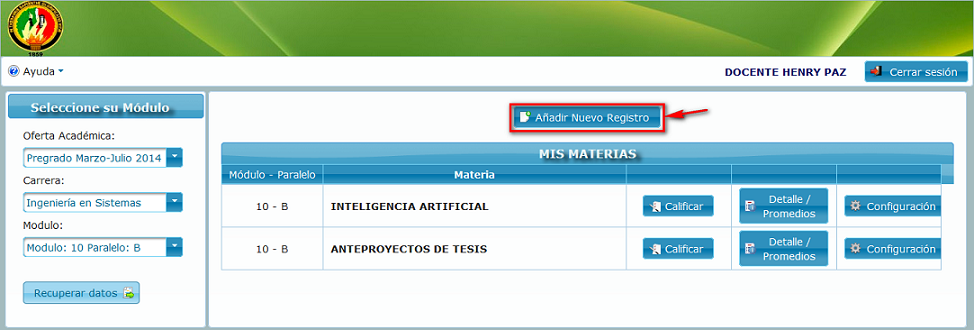 1859
Ayuda
DOCENTE HENRY PAZ
Cerrar sesión
Seleccione su Módulo
Oferta Académica:
Pregrado Marzo-Julio 2014
Carrera:
Ingeniería en Sistemas
Modulo:
Modulo: 10 Paralelo: B
Recuperar datos
Añadir Nuevo Registro
MIS MATERIAS
Módulo - Paralelo Materia
10 - B INTELIGENCIA ARTIFICIAL Calificar Detalle / Promedios Configuración
10 - B ANTEPROYECTOS DE TESIS Calificar Detalle / Promedios Configuración